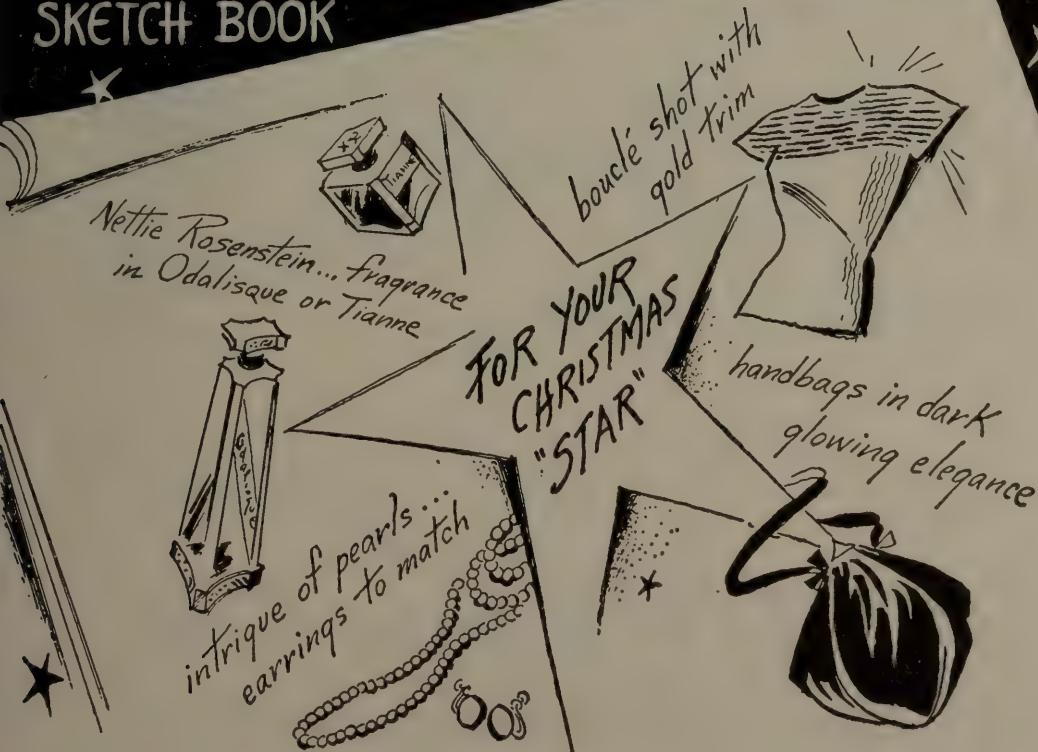 SKETCH BOOK
Nettie Rosenstein... fragrance
in Odalisque or Tianne
TIANNE
bouclé shot with
gold trim
FOR YOUR
CHRISTMAS
"STAR"
handbags in dark
glowing elegance
intrigue of pearls...
earrings to match